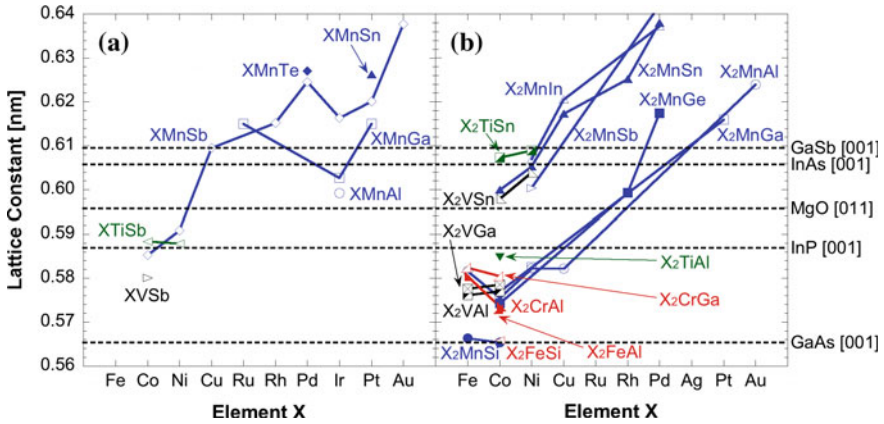 (a)
(b)
Lattice Constant [nm]
0.64
0.63
0.62
0.61
0.60
0.59
0.58
0.57
0.56
XMnSn
XMnTe
XMnSb
XMnGa
XMnAl
XTiSb
XVSb
Fe Co Ni Cu Ru Rh Pd Ir Pt Au
Element X
X₂MnIn
X₂MnSn
X₂MnAl
X₂MnGe
X₂TiSn
X₂MnSb
X₂MnGa
X₂VSn
X₂VGa
X₂TiAl
X₂CrGa
X₂CrAl
X₂VAl
X₂MnSi
X₂FeSi
X₂FeAl
GaSb [001]
InAs [001]
MgO [011]
InP [001]
GaAs [001]
Fe Co Ni Cu Ru Rh Pd Ag Pt Au
Element X